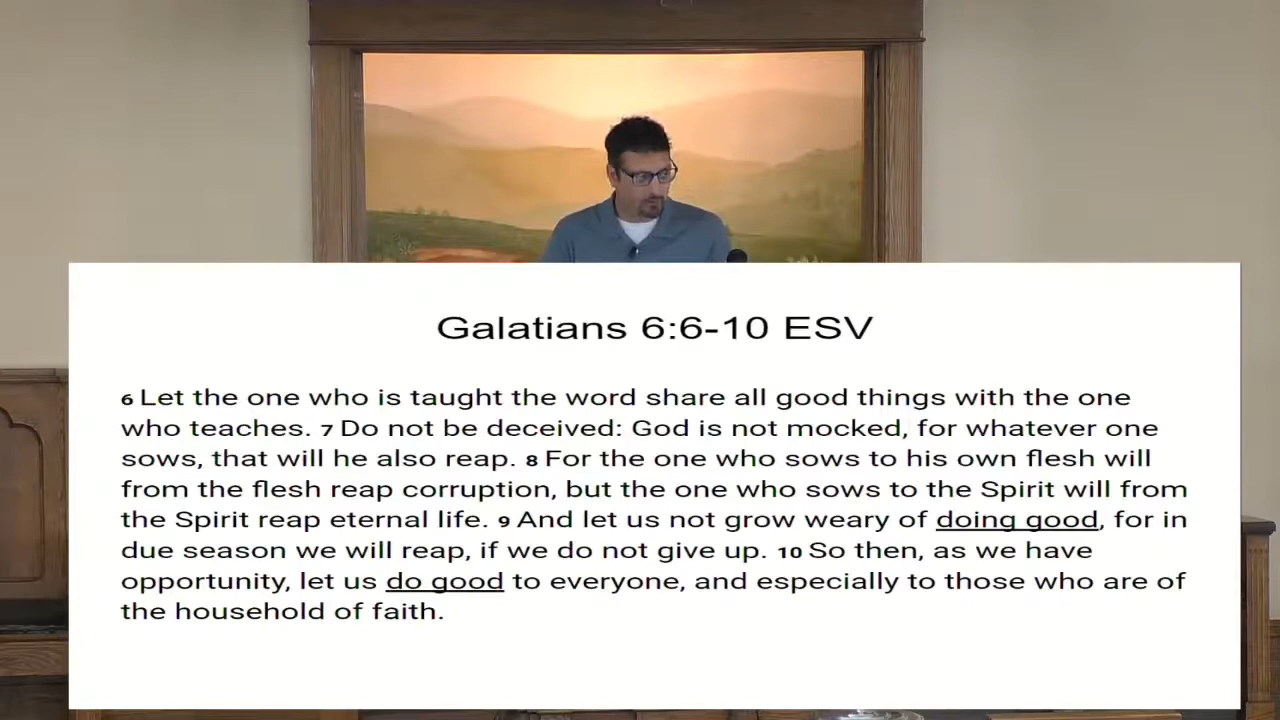 Galatians 6:6-10 ESV
6 Let the one who is taught the word share all good things with the one
who teaches. 7 Do not be deceived: God is not mocked, for whatever one
sows, that will he also reap. 8 For the one who sows to his own flesh will
from the flesh reap corruption, but the one who sows to the Spirit will from
the Spirit reap eternal life. 9 And let us not grow weary of doing good, for in
due season we will reap, if we do not give up. 10 So then, as we have
opportunity, let us do good to everyone, and especially to those who are of
the household of faith.